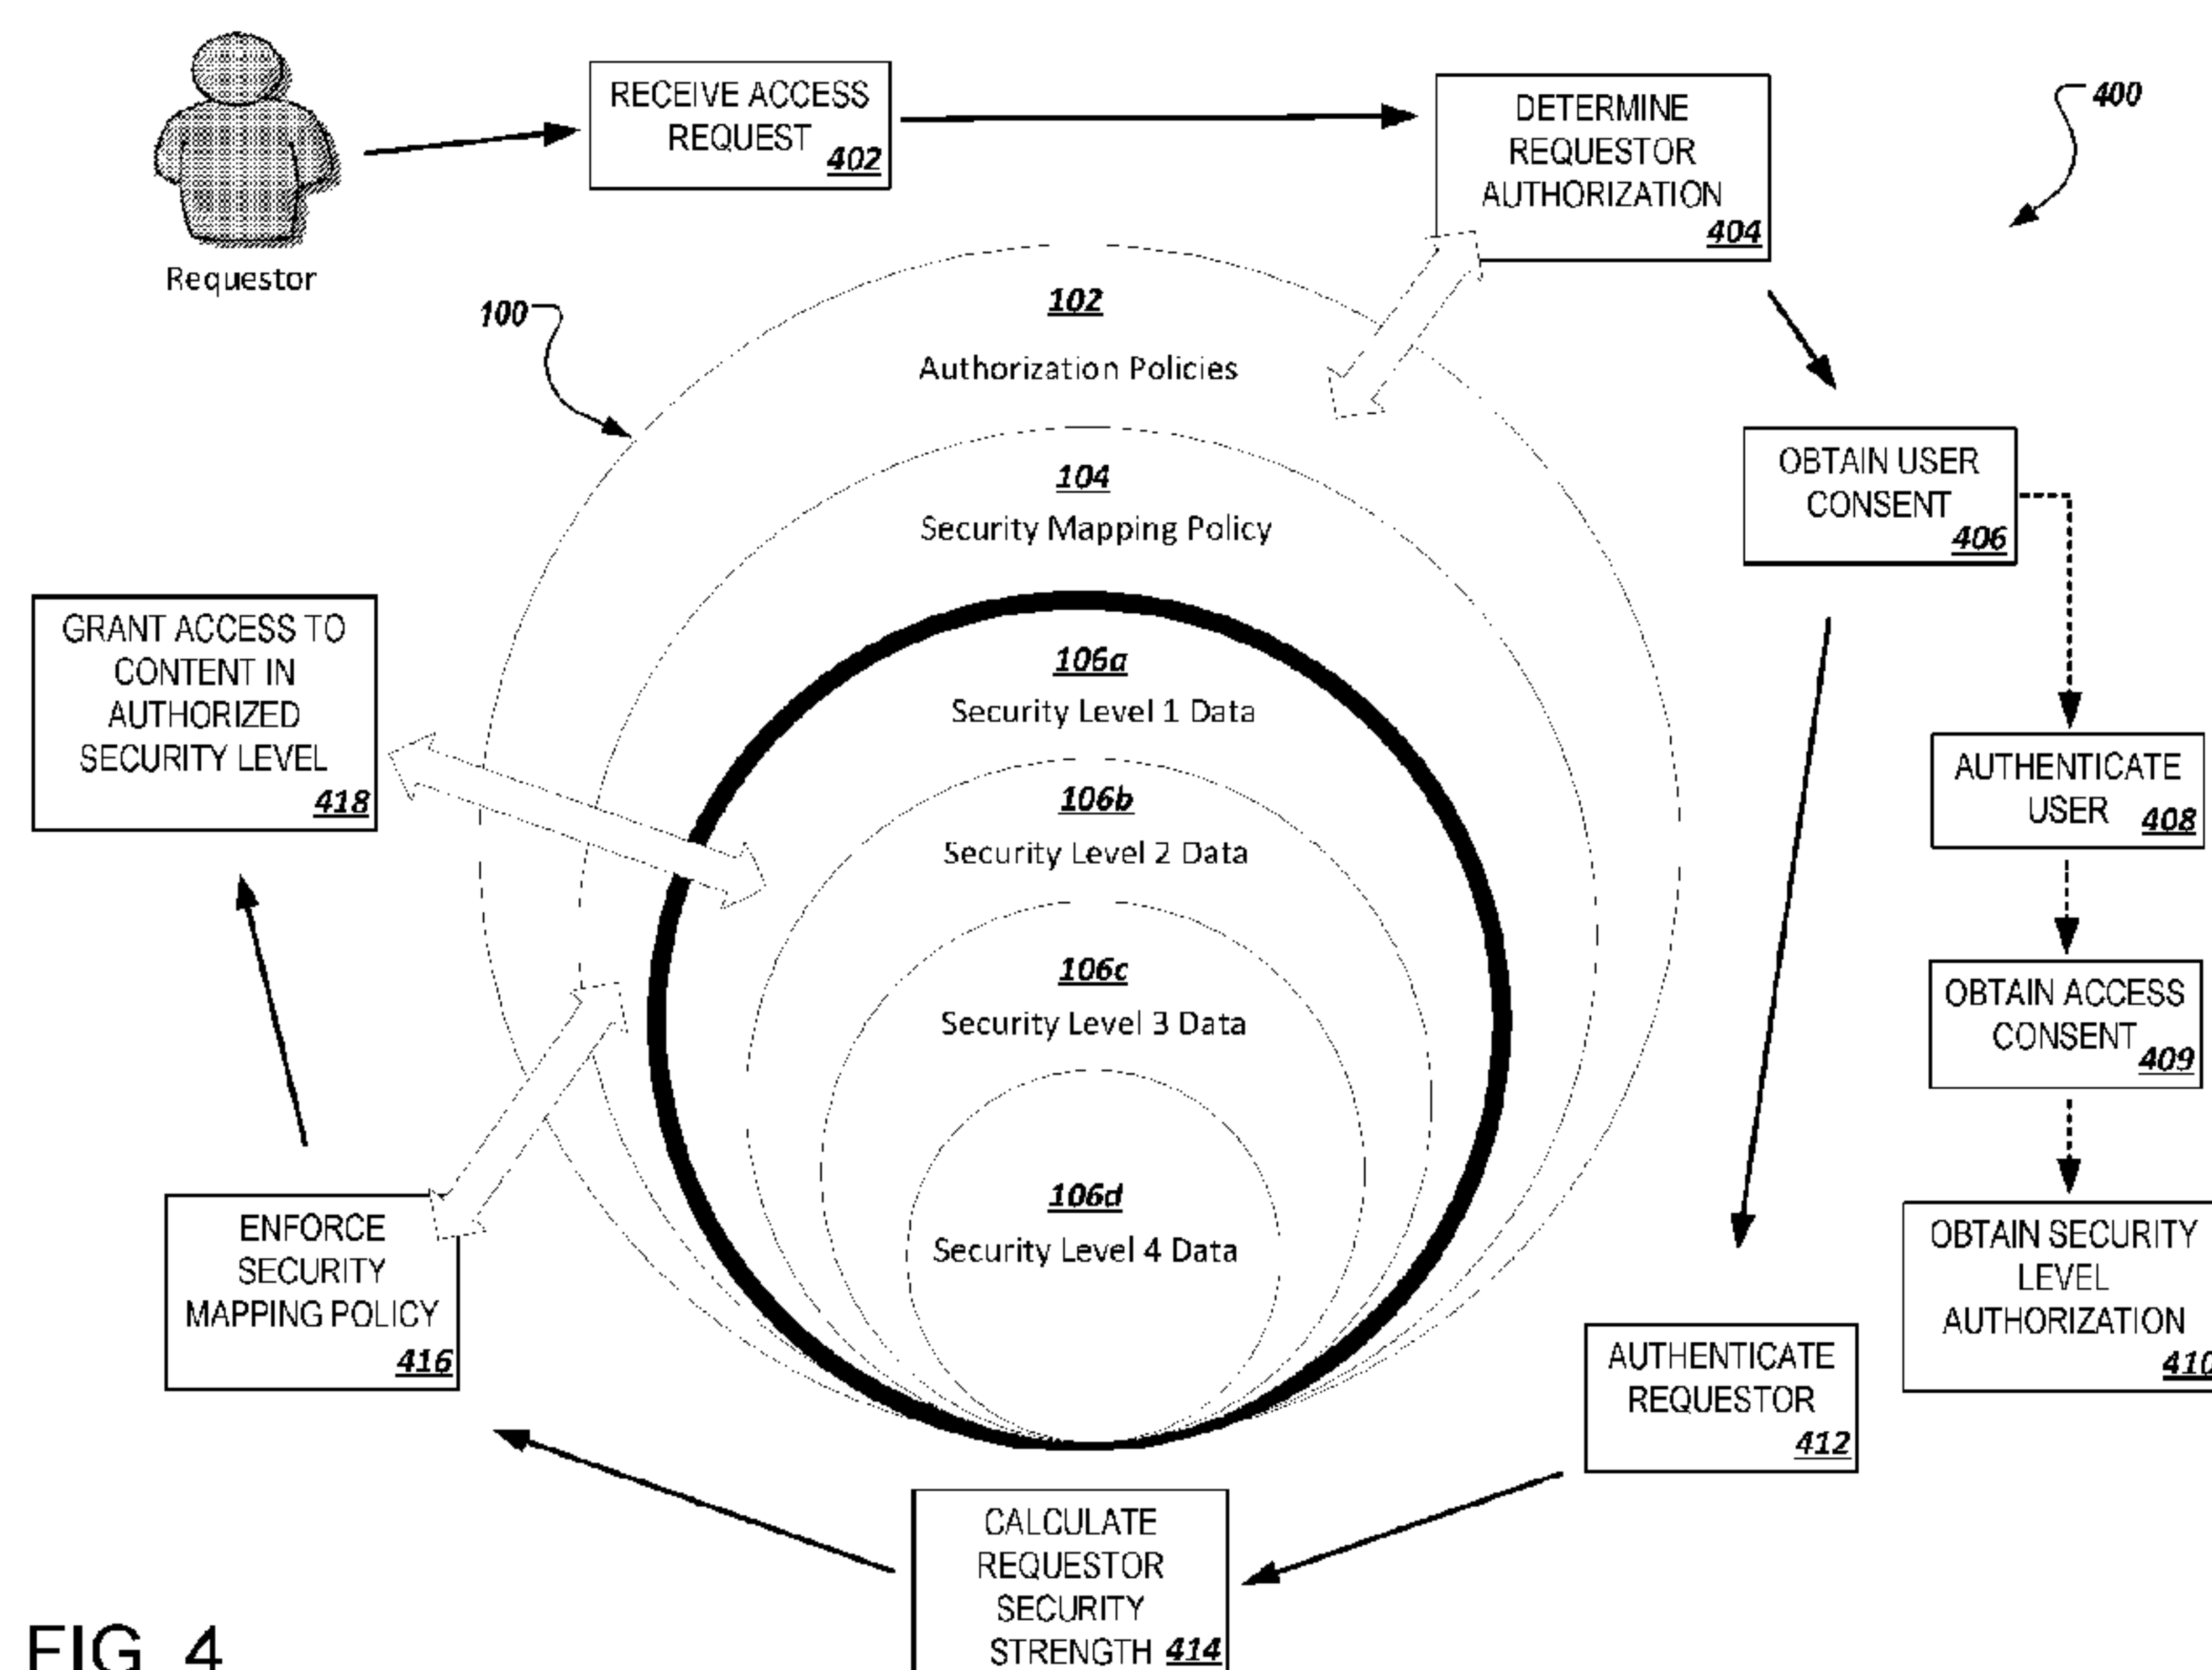 RECEIVE ACCESS
REQUEST
402
DETERMINE
REQUESTOR
AUTHORIZATION
404
400
Requestor
100
102
Authorization Policies
104
Security Mapping Policy
OBTAIN USER
CONSENT
406
GRANT ACCESS TO
CONTENT IN
AUTHORIZED
SECURITY LEVEL
418
106a
Security Level 1 Data
106b
Security Level 2 Data
106c
Security Level 3 Data
106d
Security Level 4 Data
AUTHENTICATE
USER 408
OBTAIN ACCESS
CONSENT 409
OBTAIN SECURITY
LEVEL
AUTHORIZATION
410
ENFORCE
SECURITY
MAPPING POLICY
416
AUTHENTICATE
REQUESTOR
412
CALCULATE
REQUESTOR
SECURITY
STRENGTH 414
FIG. 4